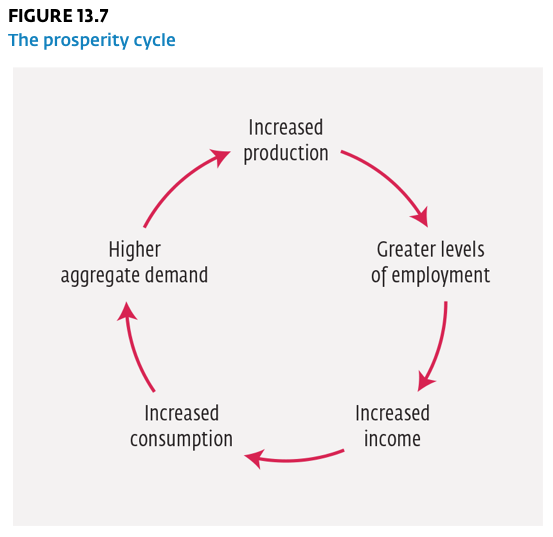 FIGURE 13.7
The prosperity cycle
Increased
production
Greater levels
of employment
Increased
income
Increased
consumption
Higher
aggregate demand